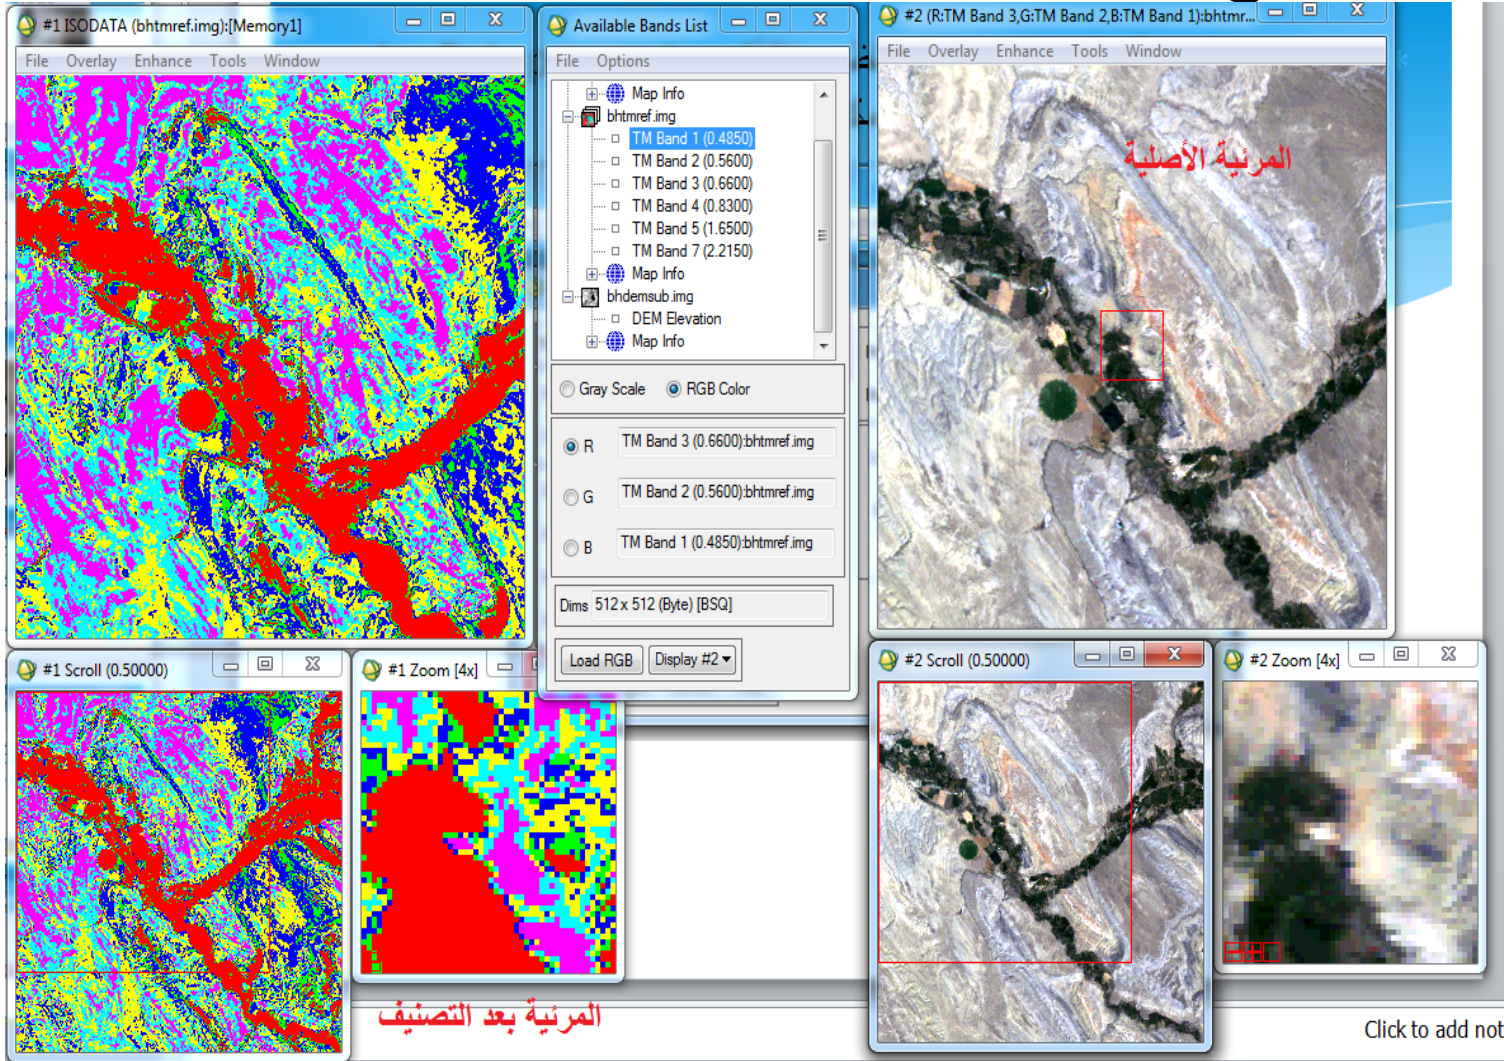 #1 ISODATA (bhtmref.img):[Memory1]
File Overlay Enhance Tools Window
Available Bands List
File Options
Map Info
bhtmref.img
TM Band 1 (0.4850)
TM Band 2 (0.5600)
TM Band 3 (0.6600)
TM Band 4 (0.8300)
TM Band 5 (1.6500)
TM Band 7 (2.2150)
Map Info
bhdemsub.img
DEM Elevation
Map Info
Gray Scale RGB Color
R TM Band 3 (0.6600):bhtmref.img
G TM Band 2 (0.5600):bhtmref.img
B TM Band 1 (0.4850):bhtmref.img
Dims 512 x 512 (Byte) [BSQ]
Load RGB Display #2
#2 (R:TM Band 3,G:TM Band 2,B:TM Band 1):bhtmr...
File Overlay Enhance Tools Window
المرئية الأصلية
#1 Scroll (0.50000)
#1 Zoom [4x]
#2 Scroll (0.50000)
#2 Zoom [4x]
المرئية بعد التصنيف
Click to add not